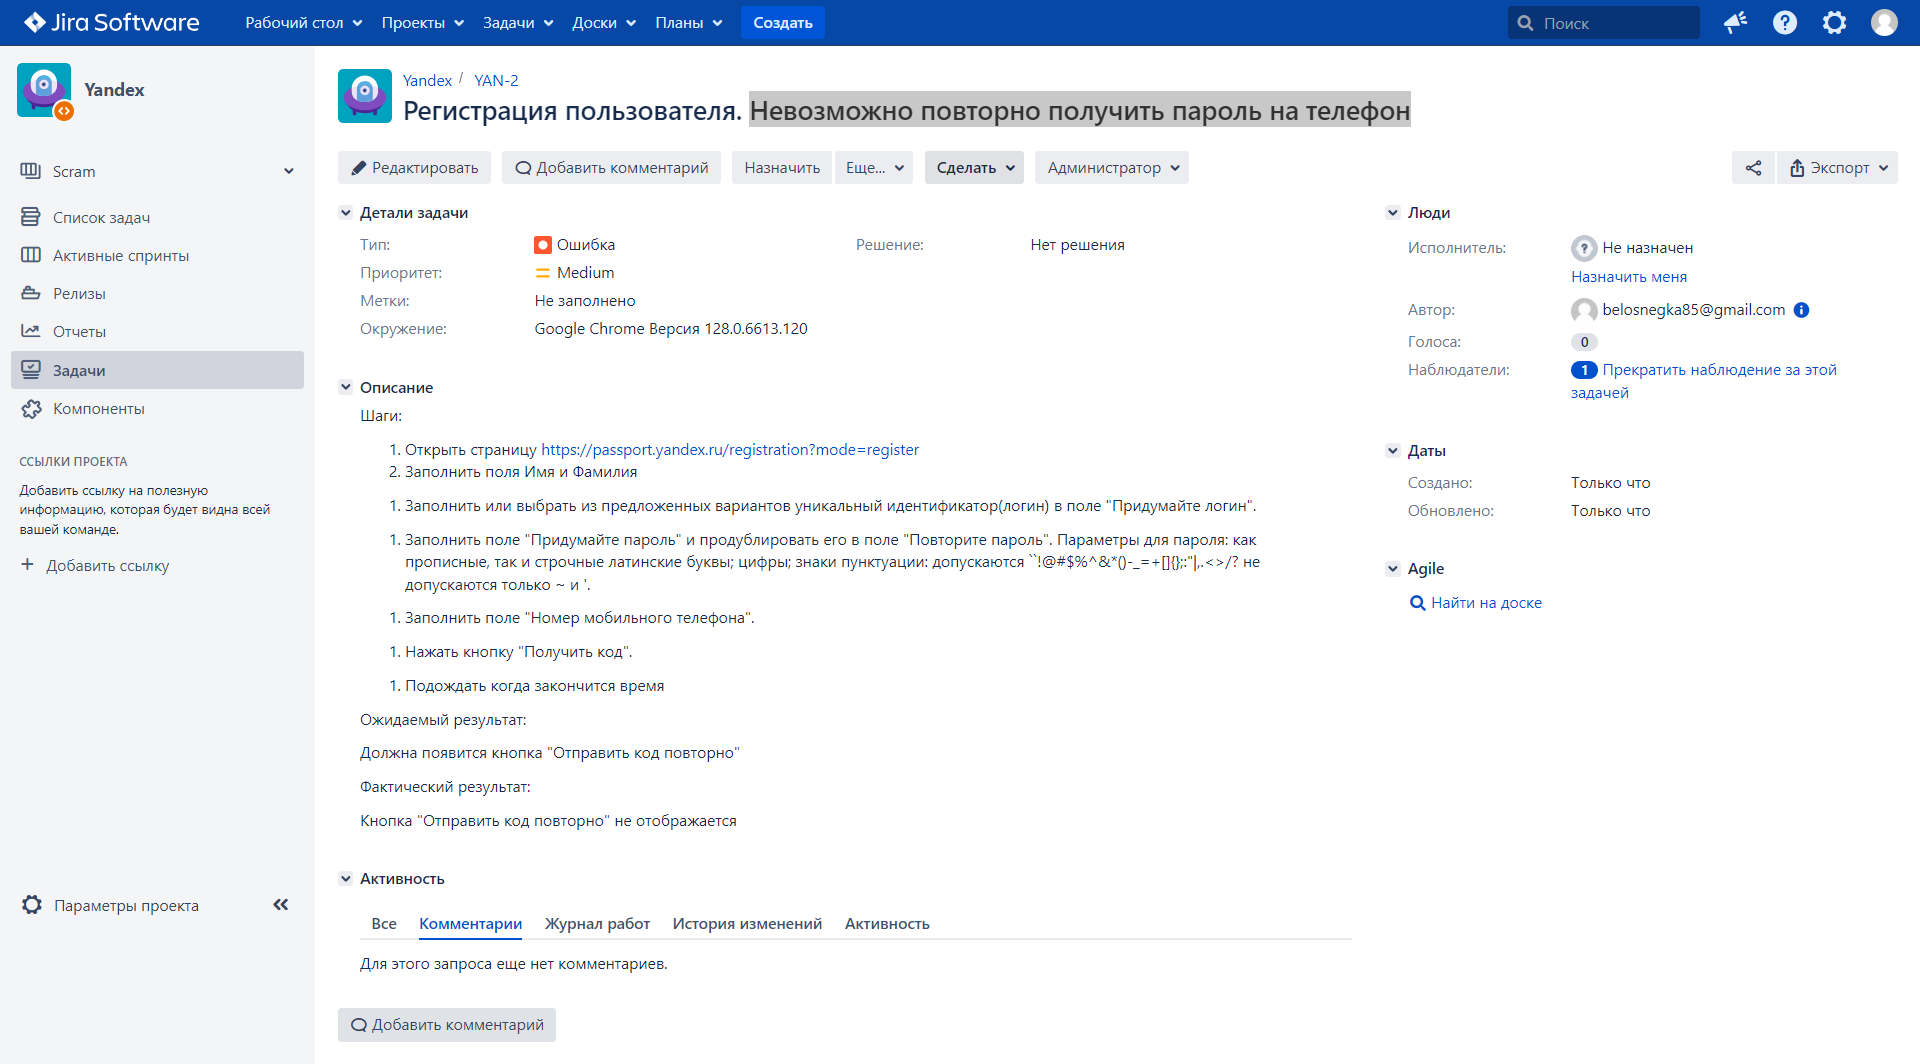 Jira Software
Рабочий стол
Проекты
Задачи
Доски
Планы
Создать
Поиск
Yandex
Scram
Список задач
Активные спринты
Релизы
Отчеты
Задачи
Компоненты
ССЫЛКИ ПРОЕКТА
Добавить ссылку на полезную
информацию, которая будет видна всей
вашей команде.
+ Добавить ссылку
Параметры проекта
Yandex / YAN-2
Регистрация пользователя. Невозможно повторно получить пароль на телефон
Редактировать
Добавить комментарий
Назначить
Еще...
Сделать
Администратор
Экспорт
Детали задачи
Тип: Ошибка
Решение: Нет решения
Приоритет: Medium
Метки: Не заполнено
Окружение: Google Chrome Версия 128.0.6613.120
Описание
Шаги:
1. Открыть страницу https://passport.yandex.ru/registration?mode=register
2. Заполнить поля Имя и Фамилия
1. Заполнить или выбрать из предложенных вариантов уникальный идентификатор(логин) в поле "Придумайте логин".
1. Заполнить поле "Придумайте пароль" и продублировать его в поле "Повторите пароль". Параметры для пароля: как
прописные, так и строчные латинские буквы; цифры; знаки пунктуации: допускаются ``!@#$%^&*()-_=+[]{};:"|,.<>/? не
допускаются только ~ и '.
1. Заполнить поле "Номер мобильного телефона".
1. Нажать кнопку "Получить код".
1. Подождать когда закончится время
Ожидаемый результат:
Должна появится кнопка "Отправить код повторно"
Фактический результат:
Кнопка "Отправить код повторно" не отображается
Активность
Все
Комментарии
Журнал работ
История изменений
Активность
Для этого запроса еще нет комментариев.
Добавить комментарий
Люди
Исполнитель: ? Не назначен
Назначить меня
Автор: belosnegka85@gmail.com
Голоса: 0
Наблюдатели: 1 Прекратить наблюдение за этой
задачей
Даты
Создано: Только что
Обновлено: Только что
Agile
Найти на доске